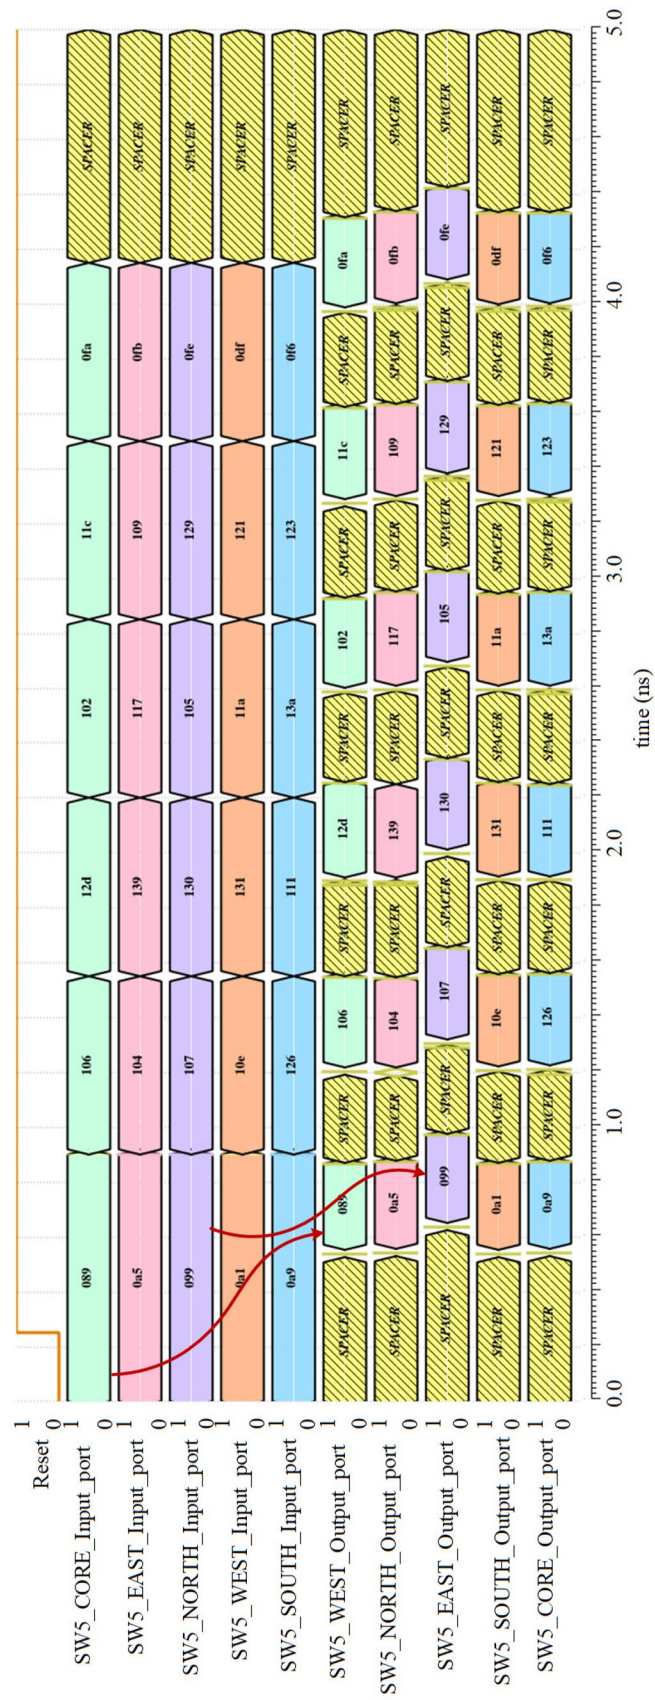 Reset 1 0
SW5_CORE_Input_port 1 0 089 106 12d 102 11c 0fa SPACER
SW5_EAST_Input_port 1 0 0a5 104 139 117 109 0fb SPACER
SW5_NORTH_Input_port 1 0 099 107 130 105 129 0fe SPACER
SW5_WEST_Input_port 1 0 0a1 10e 131 11a 121 0df SPACER
SW5_SOUTH_Input_port 1 0 0a9 126 111 13a 123 0f6 SPACER
SW5_WEST_Output_port 1 0 SPACER 089 SPACER 106 SPACER 12d SPACER 102 SPACER 11c SPACER 0fa SPACER
SW5_NORTH_Output_port 1 0 SPACER 0a5 SPACER 104 SPACER 139 SPACER 117 SPACER 109 SPACER 0fb SPACER
SW5_EAST_Output_port 1 0 SPACER 099 SPACER 107 SPACER 130 SPACER 105 SPACER 129 SPACER 0fe SPACER
SW5_SOUTH_Output_port 1 0 SPACER 0a1 SPACER 10e SPACER 131 SPACER 11a SPACER 121 SPACER 0df SPACER
SW5_CORE_Output_port 1 0 SPACER 0a9 SPACER 126 SPACER 111 SPACER 13a SPACER 123 SPACER 0f6 SPACER
0.0 1.0 2.0 3.0 4.0 5.0
time (ns)